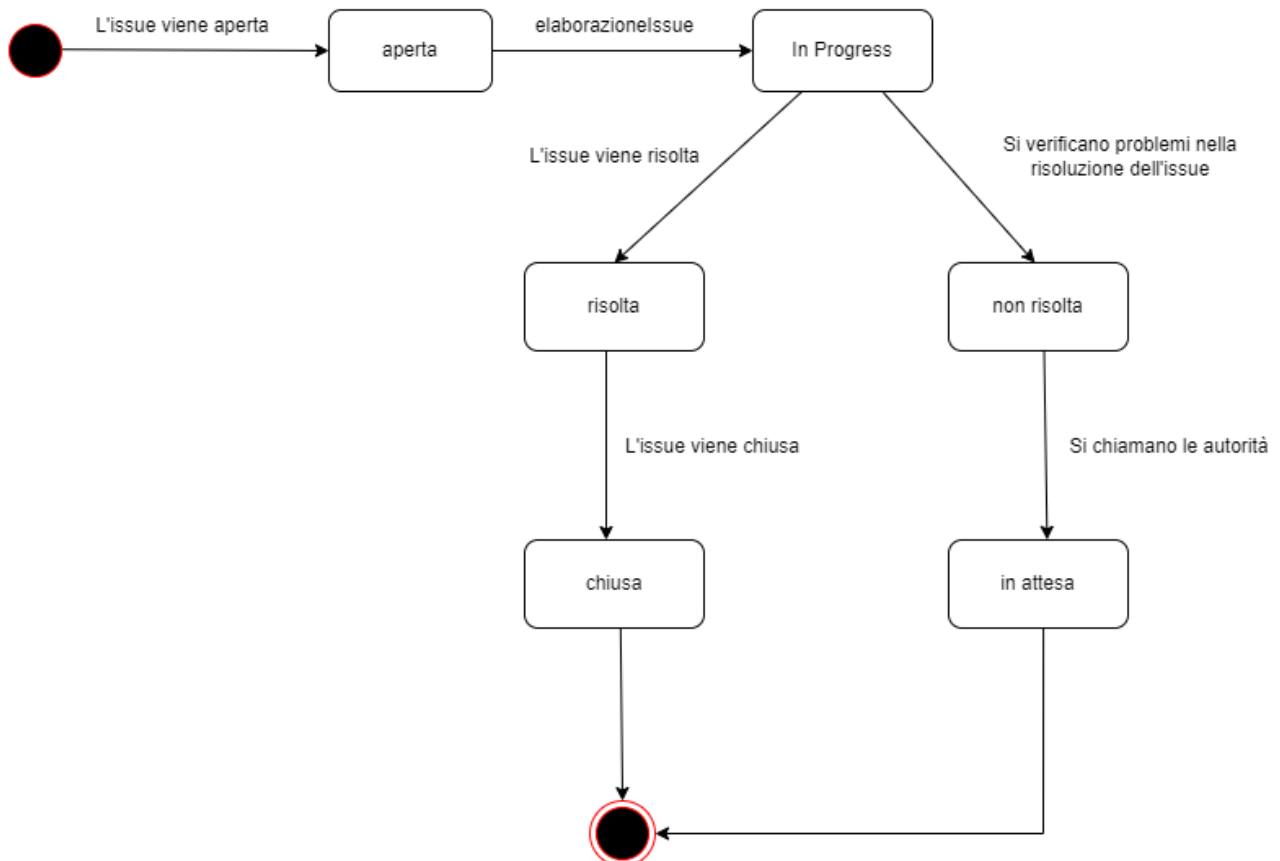 L'issue viene aperta
aperta
elaborazioneIssue
In Progress
L'issue viene risolta
Si verificano problemi nella
risoluzione dell'issue
risolta
non risolta
L'issue viene chiusa
Si chiamano le autorità
chiusa
in attesa